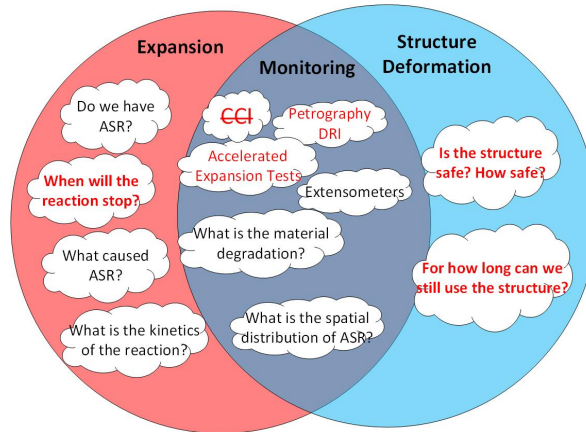 Expansion
Monitoring
Structure
Deformation
Do we have
ASR?
When will the
reaction stop?
What caused
ASR?
What is the kinetics
of the reaction?
CCI
Petrography
DRI
Accelerated
Expansion Tests
Extensometers
What is the material
degradation?
What is the spatial
distribution of ASR?
Is the structure
safe? How safe?
For how long can we
still use the structure?